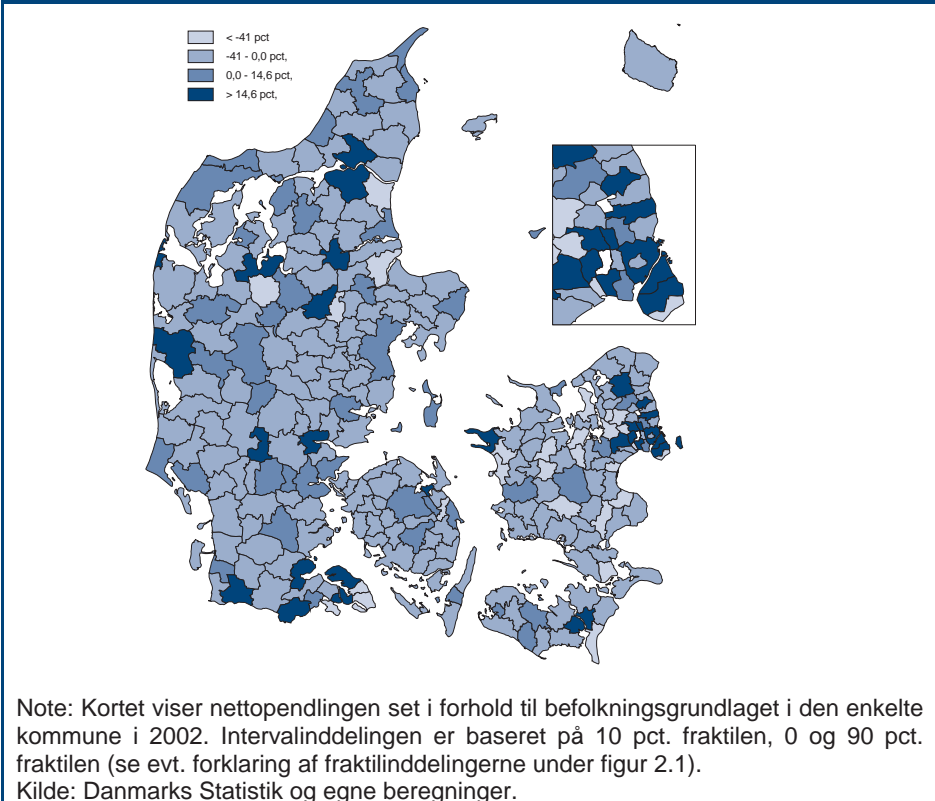 < -41 pct
-41 - 0,0 pct,
0,0 - 14,6 pct,
> 14,6 pct,
Note: Kortet viser nettopendlingen set i forhold til befolkningsgrundlaget i den enkelte
kommune i 2002. Intervalinddelingen er baseret på 10 pct. fraktilen, 0 og 90 pct.
fraktilen (se evt. forklaring af fraktilinddelingerne under figur 2.1).
Kilde: Danmarks Statistik og egne beregninger.